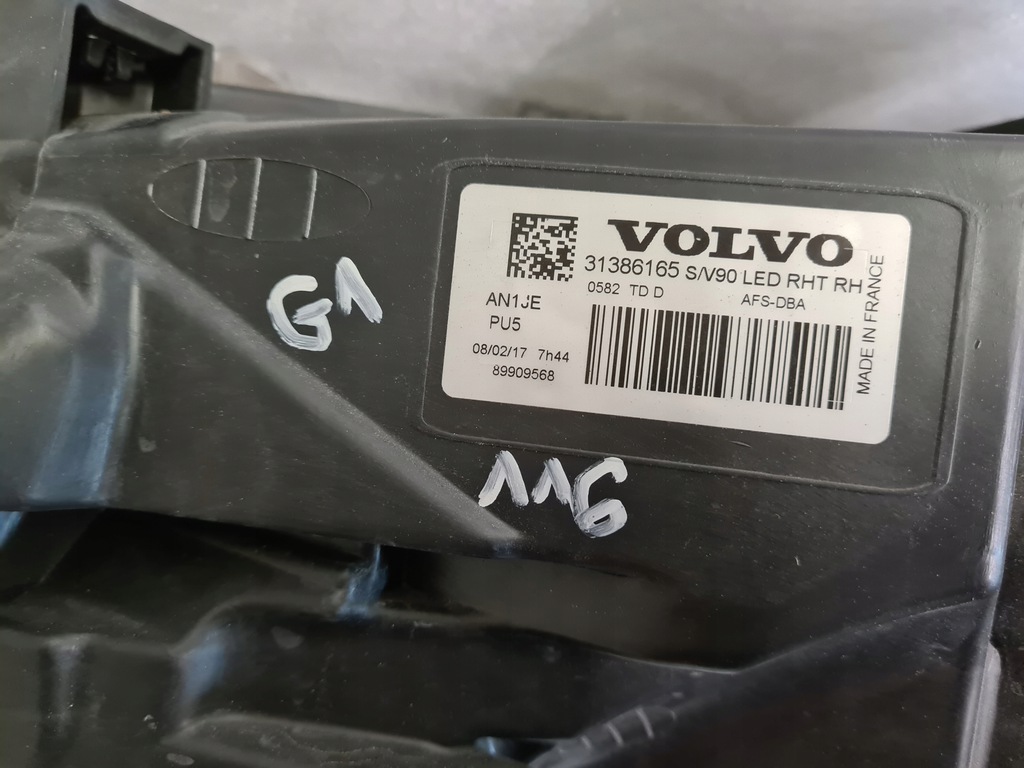 VOLVO
31386165 S/V90 LED RHT RH
0582 TD D AFS-DBA
AN1JE
PU5
08/02/17 7h44
89909568
MADE IN FRANCE
G1
116